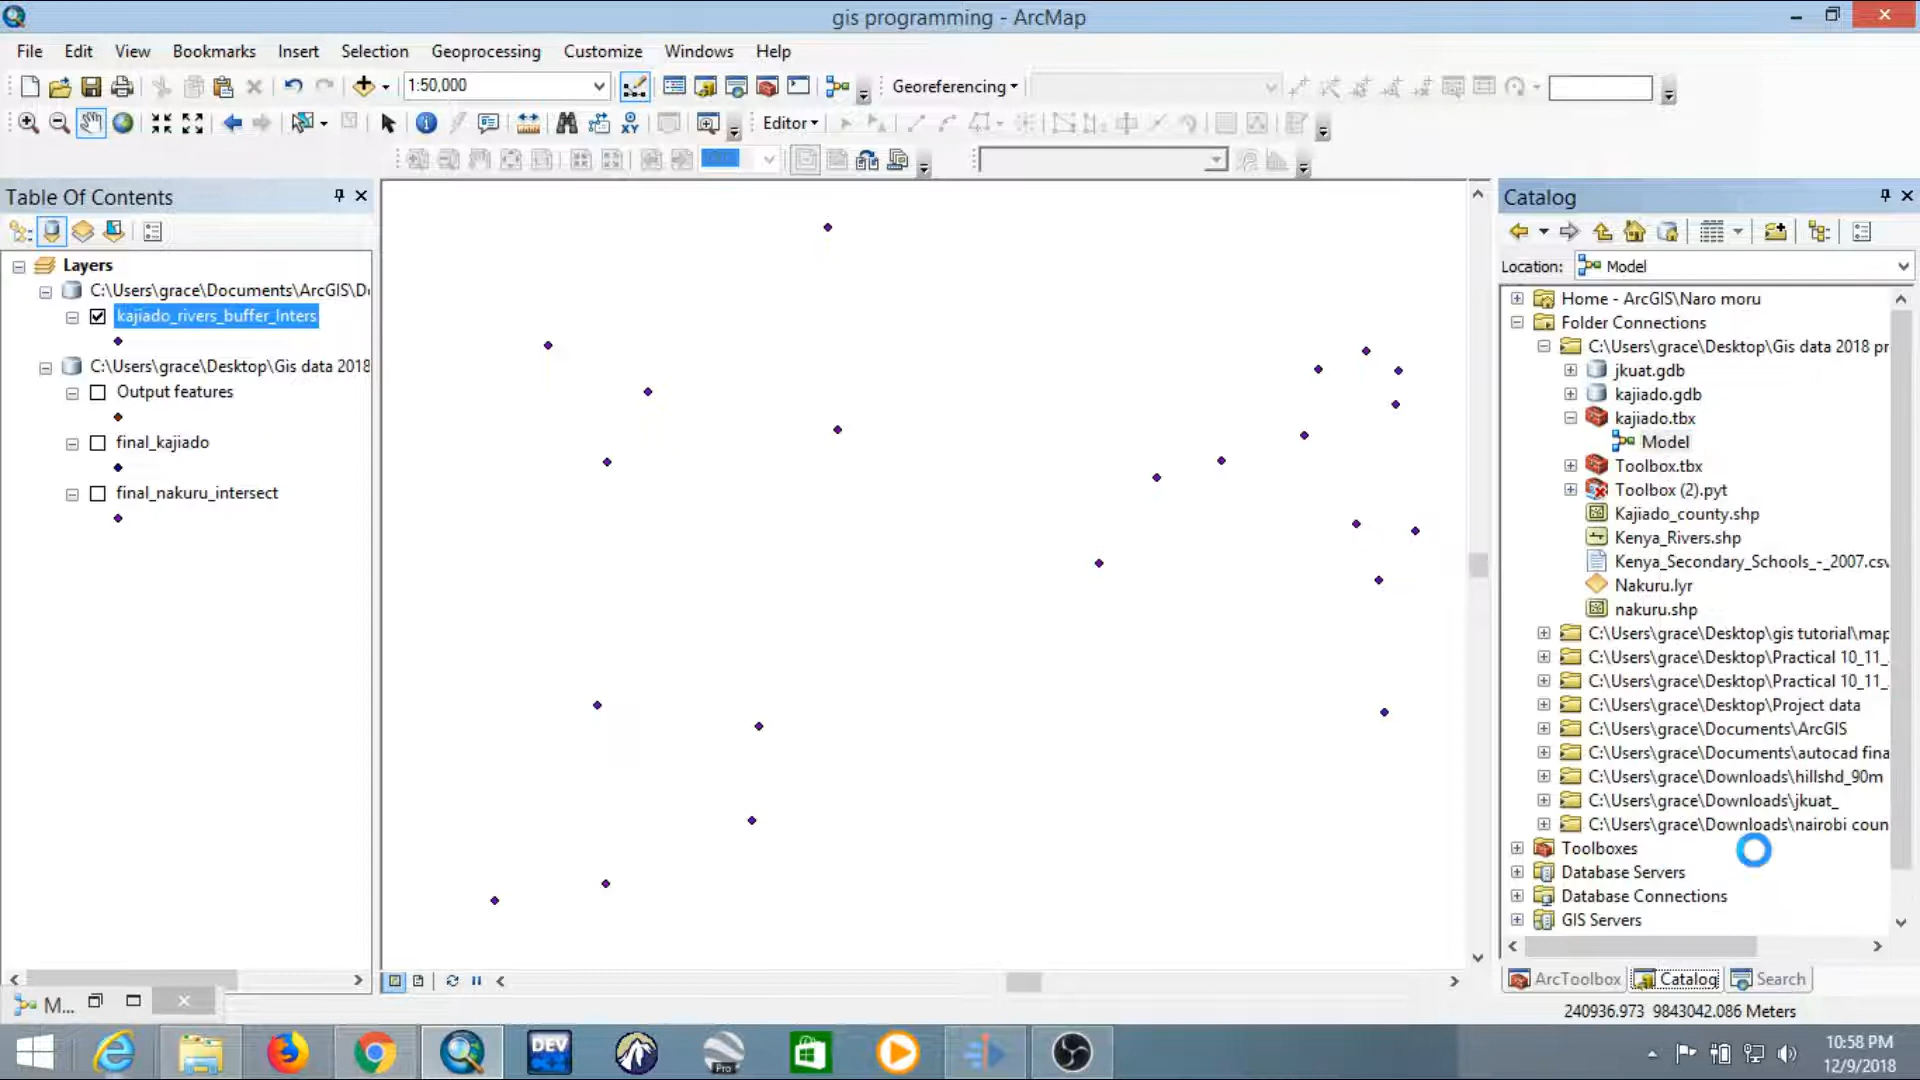 gis programming - ArcMap
File Edit View Bookmarks Insert Selection Geoprocessing Customize Windows Help
1:50,000
Georeferencing
Editor
Table Of Contents
Layers
C:\Users\grace\Documents\ArcGIS\D
kajiado_rivers_buffer_Inters
C:\Users\grace\Desktop\Gis data 2018
Output features
final_kajiado
final_nakuru_intersect
M...
Catalog
Location: Model
Home - ArcGIS\Naro moru
Folder Connections
C:\Users\grace\Desktop\Gis data 2018 pr
jkuat.gdb
kajiado.gdb
kajiado.tbx
Model
Toolbox.tbx
Toolbox (2).pyt
Kajiado_county.shp
Kenya_Rivers.shp
Kenya_Secondary_Schools_-_2007.csv
Nakuru.lyr
nakuru.shp
C:\Users\grace\Desktop\gis tutorial\map
C:\Users\grace\Desktop\Practical 10_11_
C:\Users\grace\Desktop\Practical 10_11_
C:\Users\grace\Desktop\Project data
C:\Users\grace\Documents\ArcGIS
C:\Users\grace\Documents\autocad fina
C:\Users\grace\Downloads\hillshd_90m
C:\Users\grace\Downloads\jkuat_
C:\Users\grace\Downloads\nairobi coun
Toolboxes
Database Servers
Database Connections
GIS Servers
ArcToolbox Catalog Search
240936.973 9843042.086 Meters
DEV
Pro
10:58 PM
12/9/2018